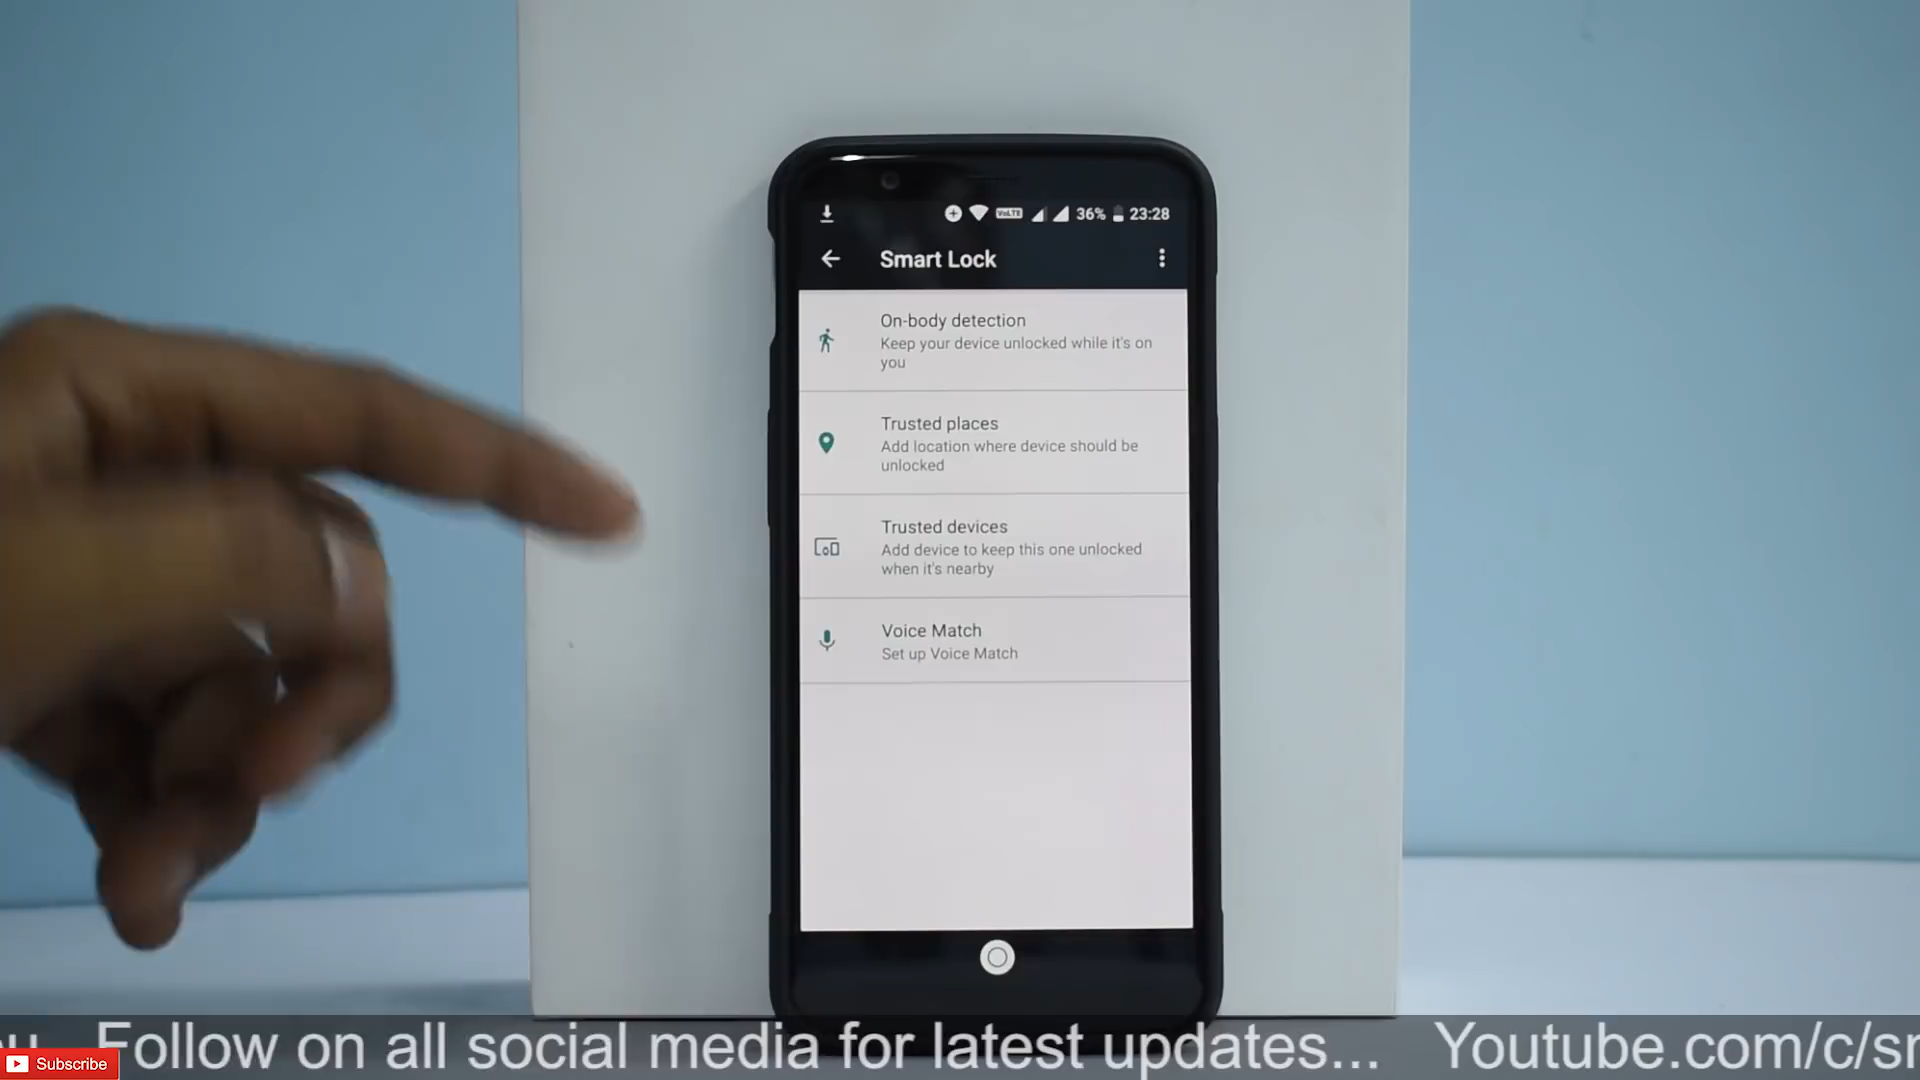 VoLTE 36% 23:28
Smart Lock
On-body detection
Keep your device unlocked while it's on
you
Trusted places
Add location where device should be
unlocked
Trusted devices
Add device to keep this one unlocked
when it's nearby
Voice Match
Set up Voice Match
Follow on all social media for latest updates... Youtube.com/c/
Subscribe